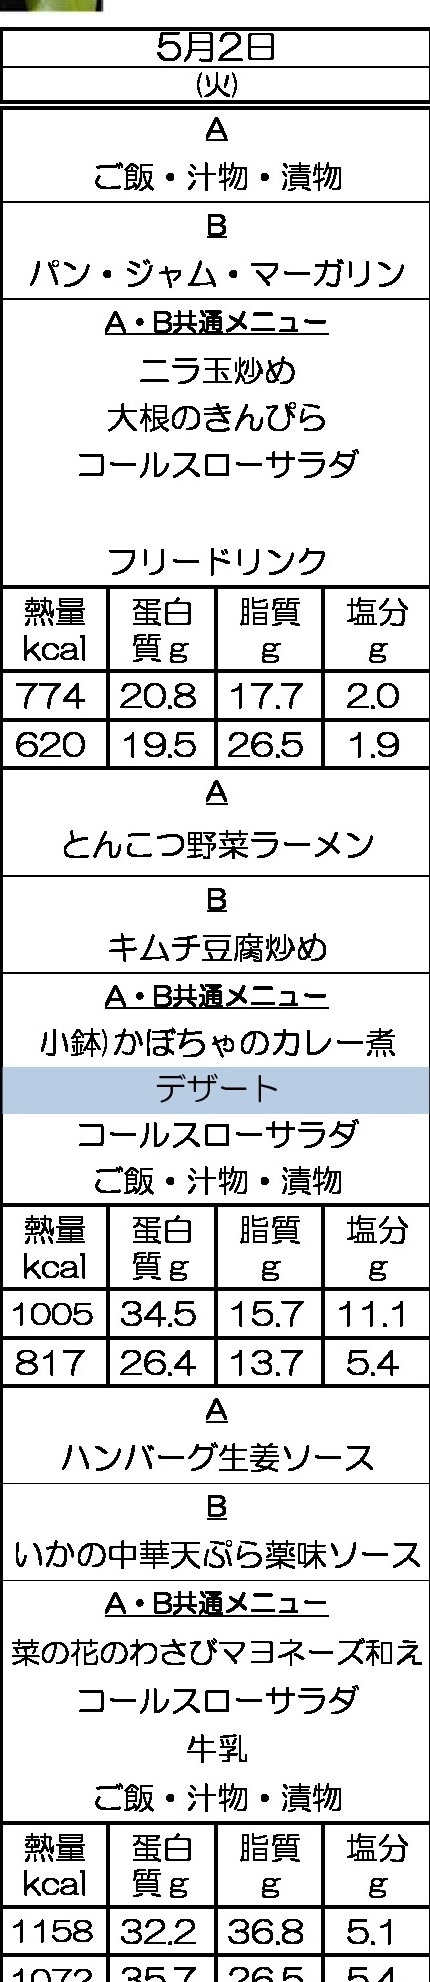 5月2日
(火)
A
ご飯・汁物・漬物
B
パン・ジャム・マーガリン
A・B共通メニュー
ニラ玉炒め
大根のきんぴら
コールスローサラダ
フリードリンク
熱量 蛋白 脂質 塩分
kcal 質g g g
774 20.8 17.7 2.0
620 19.5 26.5 1.9
A
とんこつ野菜ラーメン
B
キムチ豆腐炒め
A・B共通メニュー
小鉢)かぼちゃのカレー煮
デザート
コールスローサラダ
ご飯・汁物・漬物
熱量 蛋白 脂質 塩分
kcal 質g g g
1005 34.5 15.7 11.1
817 26.4 13.7 5.4
A
ハンバーグ生姜ソース
B
いかの中華天ぷら薬味ソース
A・B共通メニュー
菜の花のわさびマヨネーズ和え
コールスローサラダ
牛乳
ご飯・汁物・漬物
熱量 蛋白 脂質 塩分
kcal 質g g g
1158 32.2 36.8 5.1
1072 35.7 26.5 5.4